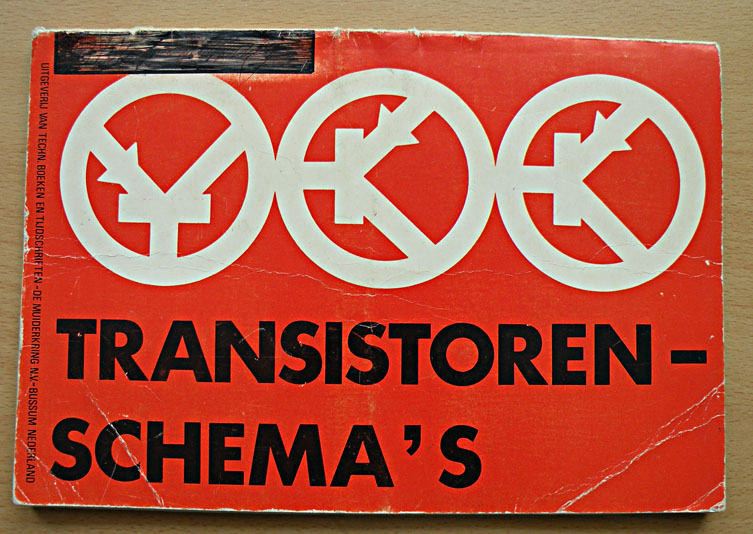 UITGEVERIJ VAN TECHN. BOEKEN EN TIJDSCHRIFTEN - DE MUIDERKRING N.V. - BUSSUM NEDERLAND
TRANSISTOREN -
SCHEMA'S